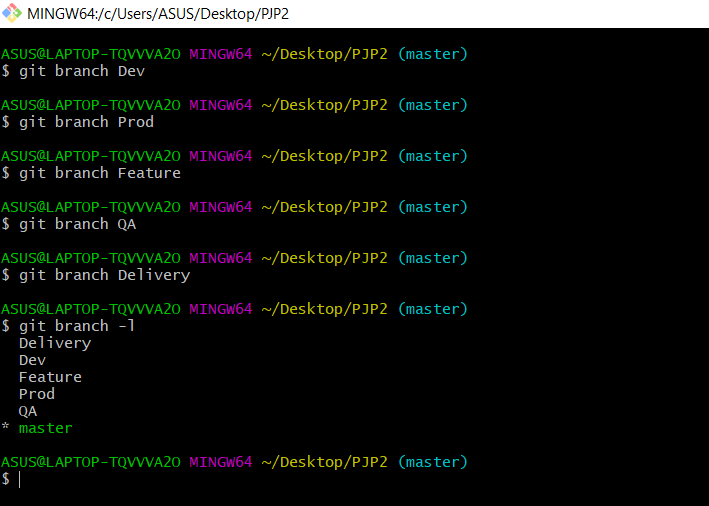 MINGW64:/c/Users/ASUS/Desktop/PJP2
ASUS@LAPTOP-TQVVVA2O MINGW64 ~/Desktop/PJP2 (master)
$ git branch Dev
ASUS@LAPTOP-TQVVVA2O MINGW64 ~/Desktop/PJP2 (master)
$ git branch Prod
ASUS@LAPTOP-TQVVVA2O MINGW64 ~/Desktop/PJP2 (master)
$ git branch Feature
ASUS@LAPTOP-TQVVVA2O MINGW64 ~/Desktop/PJP2 (master)
$ git branch QA
ASUS@LAPTOP-TQVVVA2O MINGW64 ~/Desktop/PJP2 (master)
$ git branch Delivery
ASUS@LAPTOP-TQVVVA2O MINGW64 ~/Desktop/PJP2 (master)
$ git branch -l
  Delivery
  Dev
  Feature
  Prod
  QA
* master
ASUS@LAPTOP-TQVVVA2O MINGW64 ~/Desktop/PJP2 (master)
$